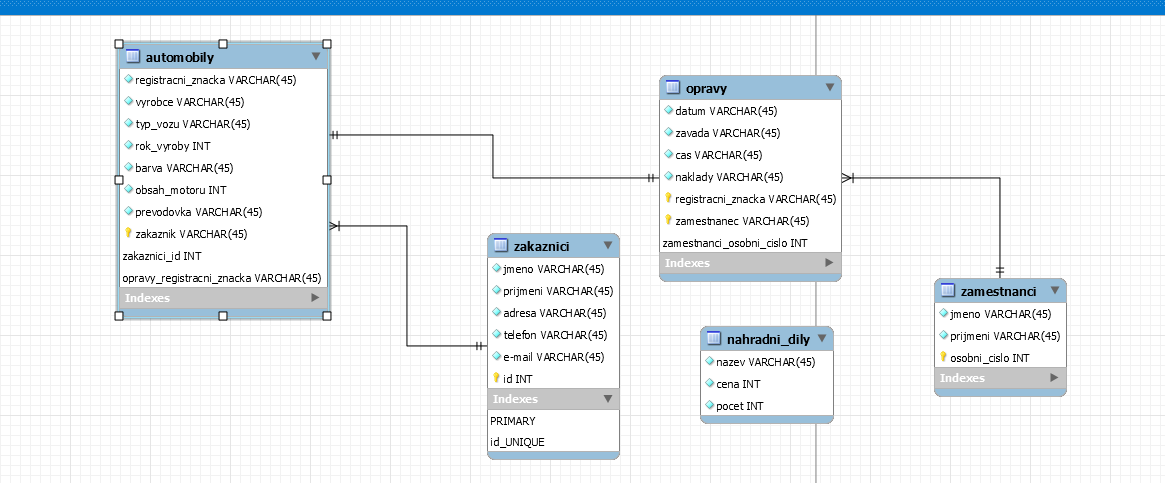 automobily
registracni_znacka VARCHAR(45)
vyrobce VARCHAR(45)
typ_vozu VARCHAR(45)
rok_vyroby INT
barva VARCHAR(45)
obsah_motoru INT
prevodovka VARCHAR(45)
zakaznik VARCHAR(45)
zakaznici_id INT
opravy_registracni_znacka VARCHAR(45)
Indexes
zakaznici
jmeno VARCHAR(45)
prijmeni VARCHAR(45)
adresa VARCHAR(45)
telefon VARCHAR(45)
e-mail VARCHAR(45)
id INT
Indexes
PRIMARY
id_UNIQUE
opravy
datum VARCHAR(45)
zavada VARCHAR(45)
cas VARCHAR(45)
naklady VARCHAR(45)
registracni_znacka VARCHAR(45)
zamestnanec VARCHAR(45)
zamestnanci_osobni_cislo INT
Indexes
nahradni_dily
nazev VARCHAR(45)
cena INT
pocet INT
zamestnanci
jmeno VARCHAR(45)
prijmeni VARCHAR(45)
osobni_cislo INT
Indexes